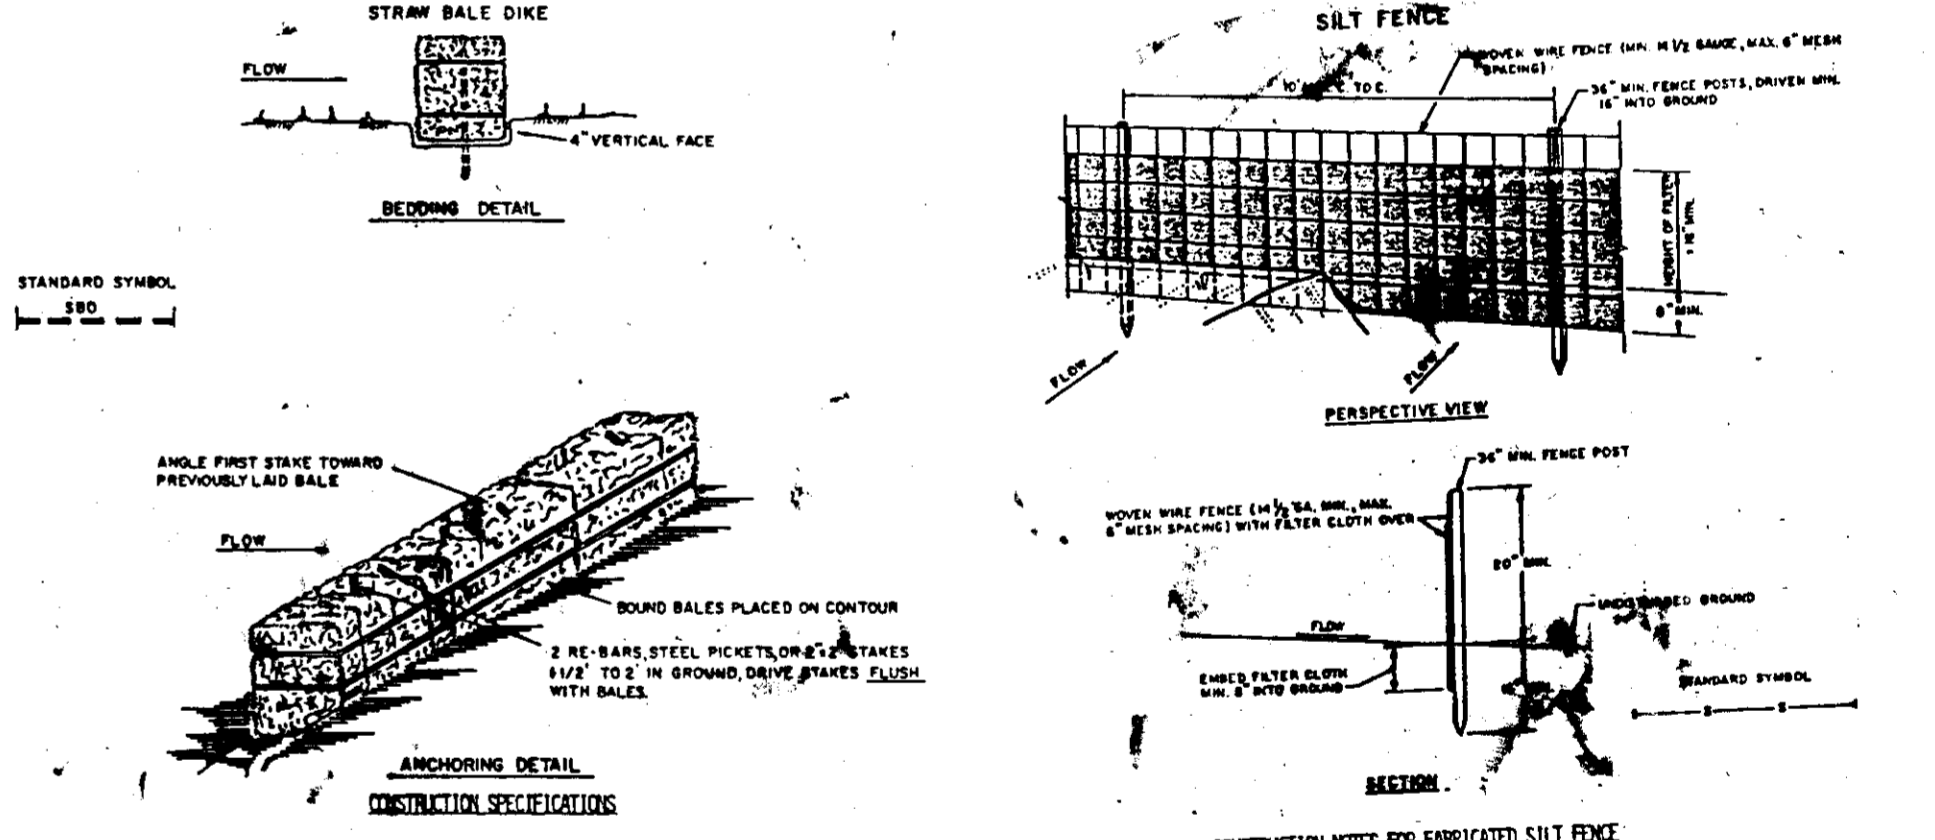 STRAW BALE DIKE
FLOW
4" VERTICAL FACE
BEDDING DETAIL
STANDARD SYMBOL
SBD
ANGLE FIRST STAKE TOWARD
PREVIOUSLY LAID BALE
FLOW
BOUND BALES PLACED ON CONTOUR
2 RE-BARS, STEEL PICKETS, OR 2"x2" STAKES
1 1/2' TO 2' IN GROUND, DRIVE STAKES FLUSH
WITH BALES.
ANCHORING DETAIL
CONSTRUCTION SPECIFICATIONS
SILT FENCE
WOVEN WIRE FENCE (MIN. 14 1/2 GAUGE, MAX. 6" MESH
SPACING)
10' C. TO C.
36" MIN. FENCE POSTS, DRIVEN MIN.
16" INTO GROUND
HEIGHT OF FILTER
16" MIN.
8" MIN.
FLOW
FLOW
PERSPECTIVE VIEW
36" MIN. FENCE POST
WOVEN WIRE FENCE (14 1/2 GA. MIN., MAX.
6" MESH SPACING) WITH FILTER CLOTH OVER
20" MIN.
UNDISTURBED GROUND
FLOW
EMBED FILTER CLOTH
MIN. 8" INTO GROUND
STANDARD SYMBOL
S S
SECTION
CONSTRUCTION NOTES FOR FABRICATED SILT FENCE